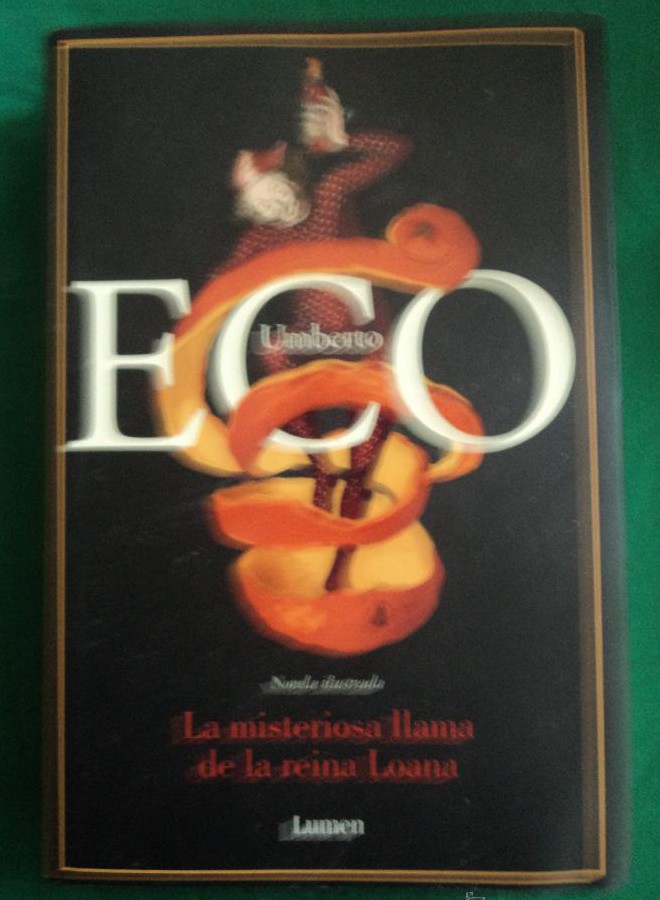 ECO
Umberto
Novela ilustrada
La misteriosa llama
de la reina Loana
Lumen